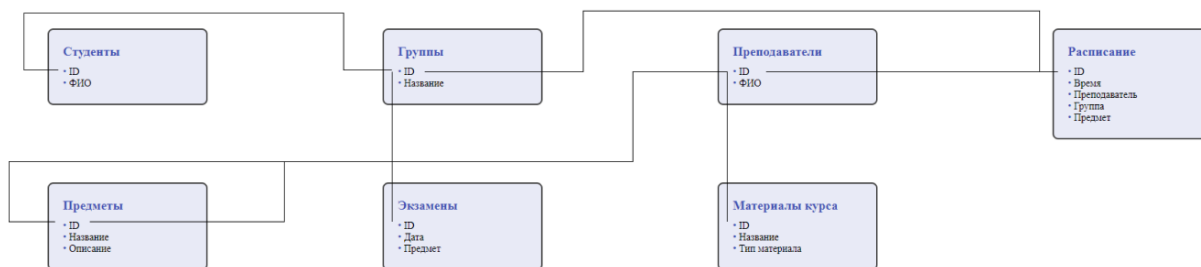 Студенты
• ID
• ФИО
Группы
• ID
• Название
Преподаватели
• ID
• ФИО
Расписание
• ID
• Время
• Преподаватель
• Группа
• Предмет
Предметы
• ID
• Название
• Описание
Экзамены
• ID
• Дата
• Предмет
Материалы курса
• ID
• Название
• Тип материала